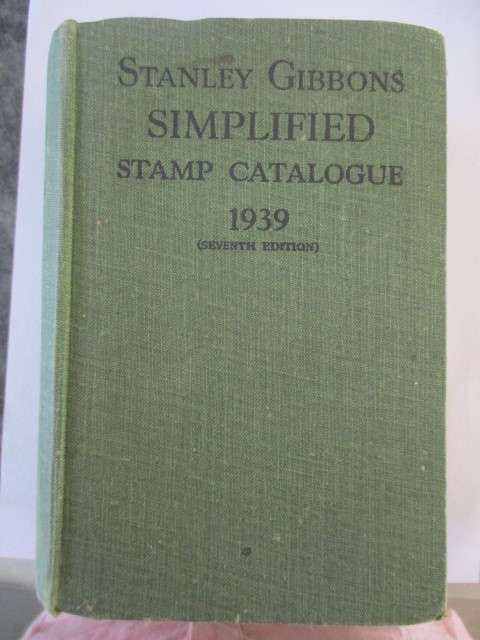 STANLEY GIBBONS
SIMPLIFIED
STAMP CATALOGUE
1939
(SEVENTH EDITION)